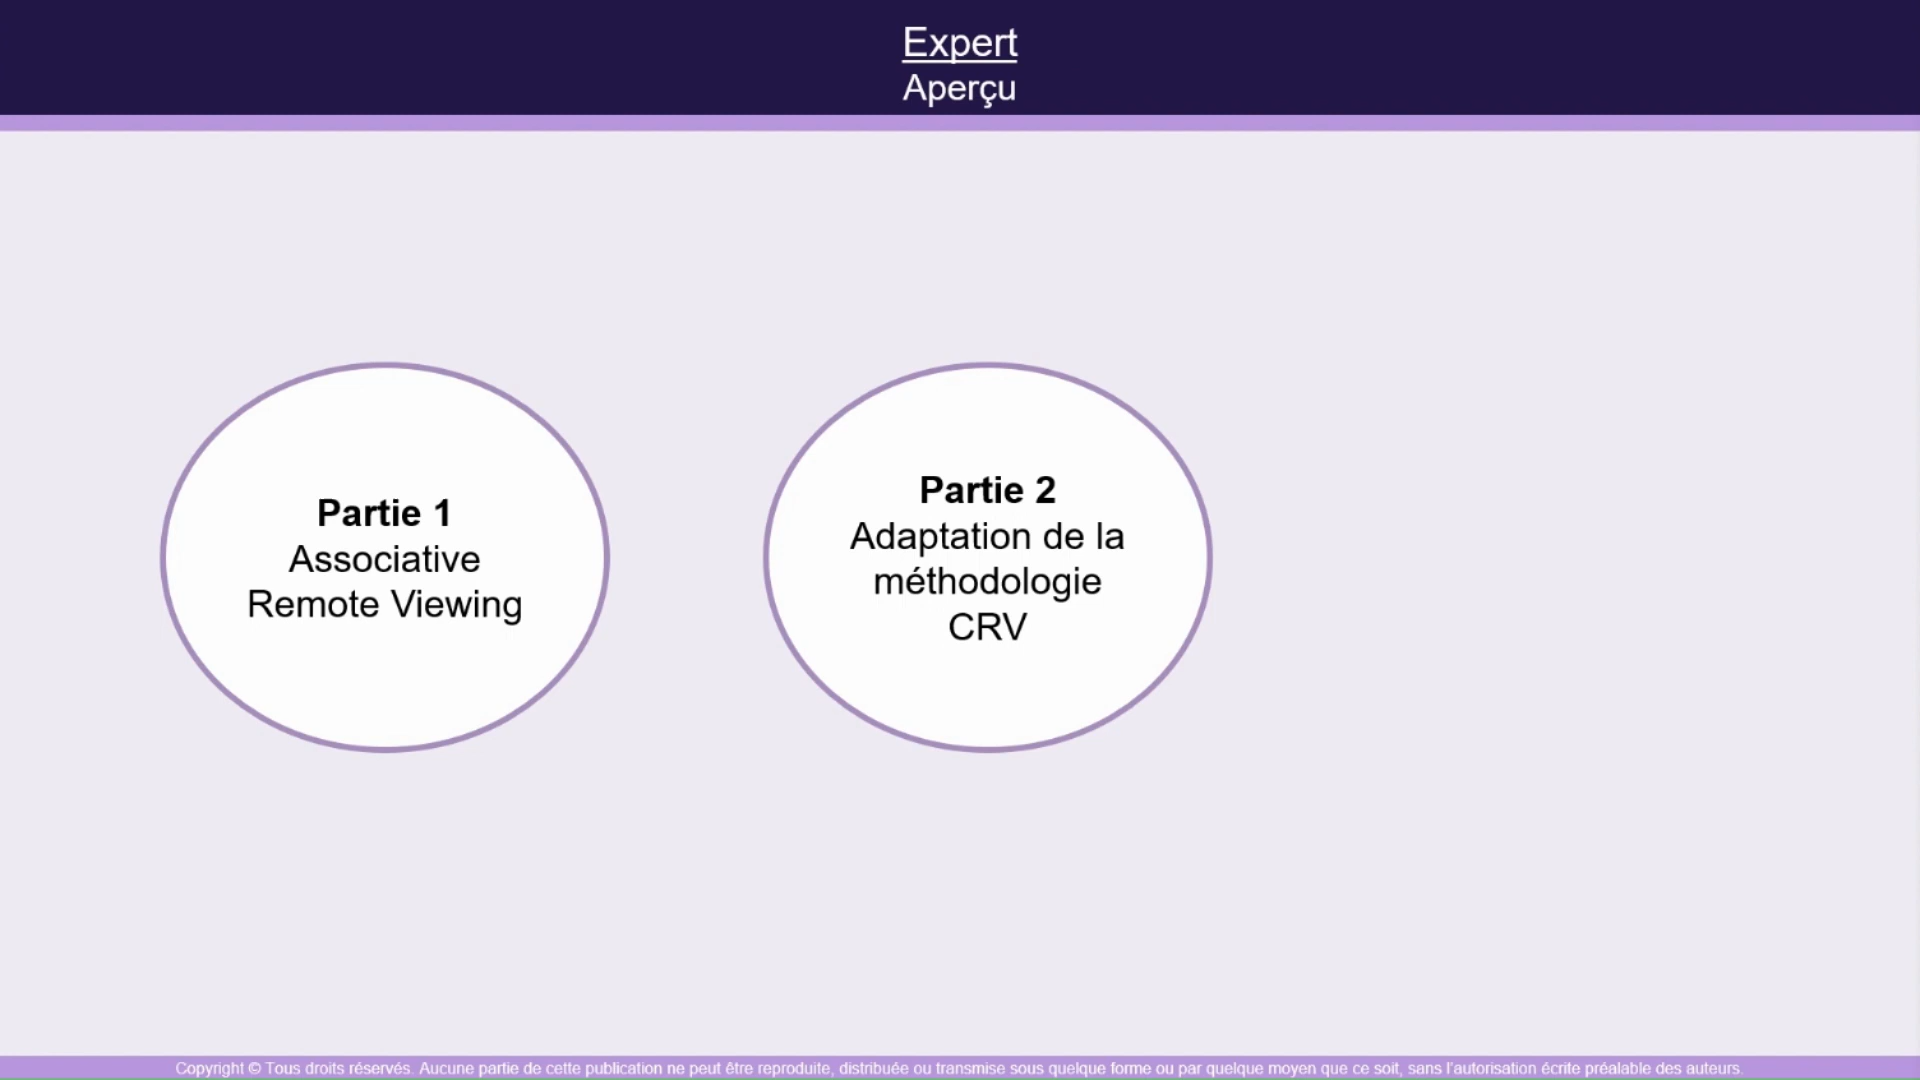 Expert
Aperçu
Partie 1
Associative
Remote Viewing
Partie 2
Adaptation de la
méthodologie
CRV
Copyright © Tous droits réservés. Aucune partie de cette publication ne peut être reproduite, distribuée ou transmise sous quelque forme ou par quelque moyen que ce soit, sans l'autorisation écrite préalable des auteurs.